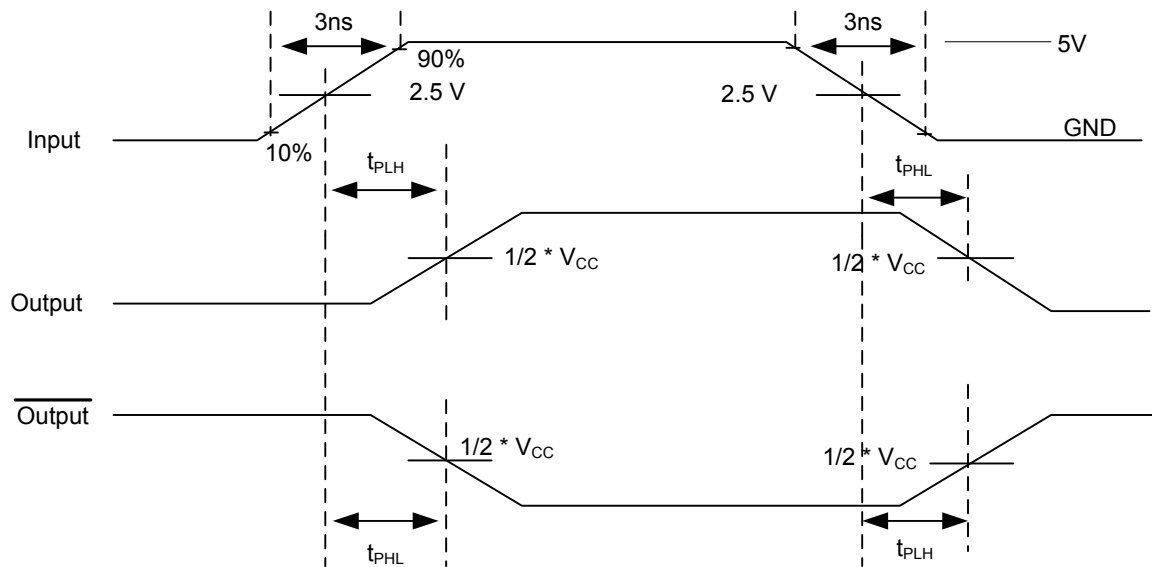 3ns
3ns
5V
90%
2.5 V
2.5 V
Input
GND
10%
tPLH
tPHL
1/2 * VCC
1/2 * VCC
Output
Output
1/2 * VCC
1/2 * VCC
tPHL
tPLH